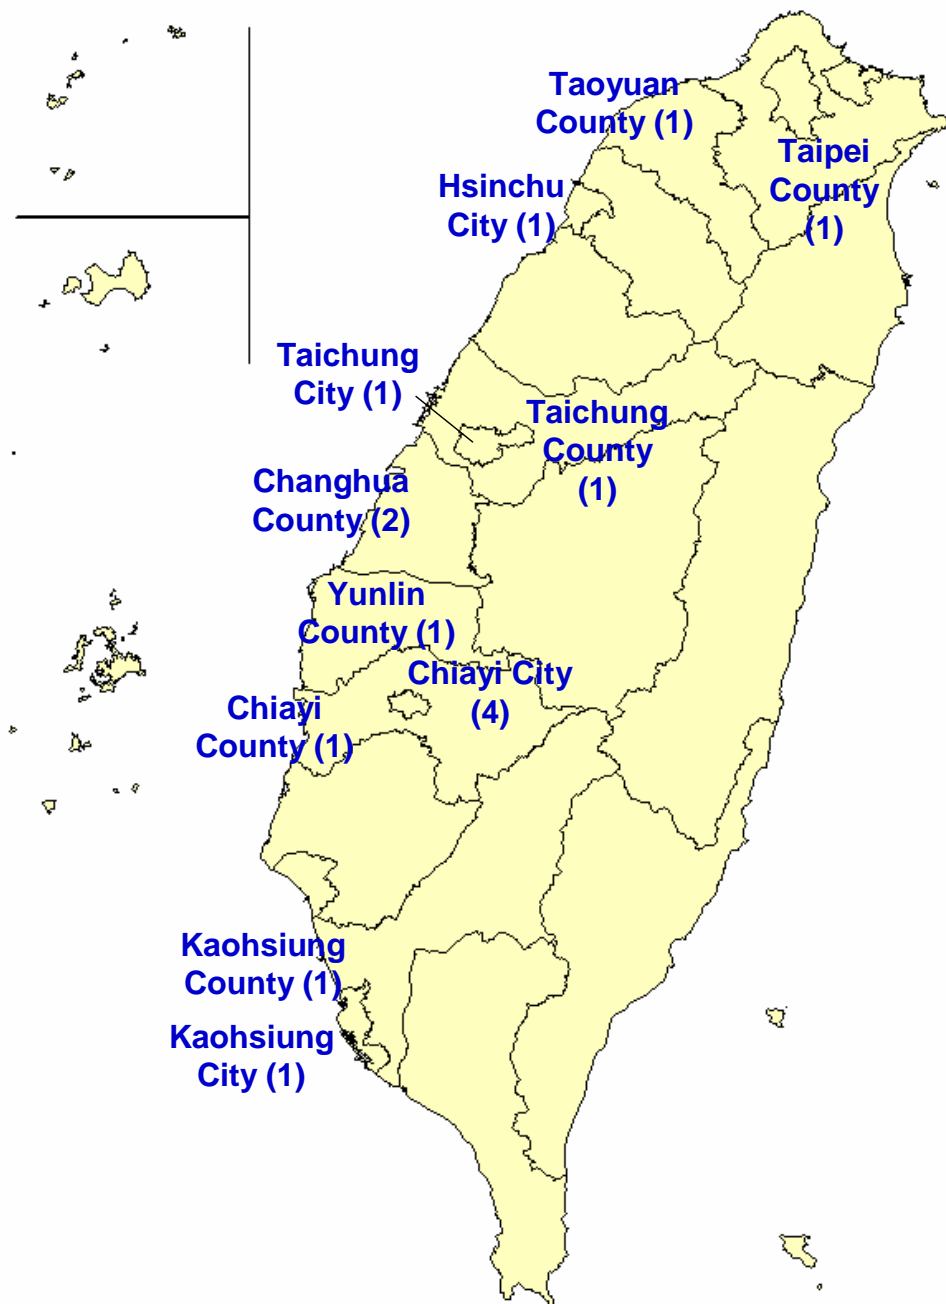 Taoyuan
County (1)
Taipei
County
(1)
Hsinchu
City (1)
Taichung
City (1)
Taichung
County
(1)
Changhua
County (2)
Yunlin
County (1)
Chiayi City
(4)
Chiayi
County (1)
Kaohsiung
County (1)
Kaohsiung
City (1)